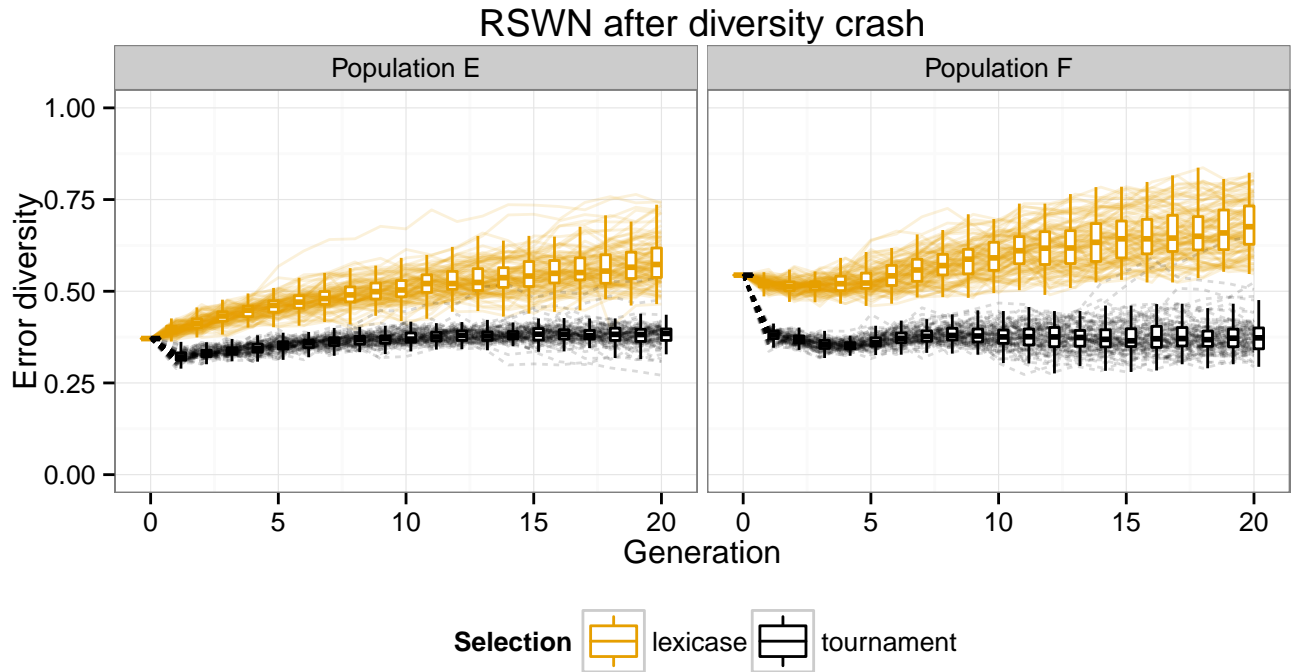 RSWN after diversity crash
Population E
Population F
Error diversity
1.00
0.75
0.50
0.25
0.00
0 5 10 15 20
0 5 10 15 20
Generation
Selection lexicase tournament